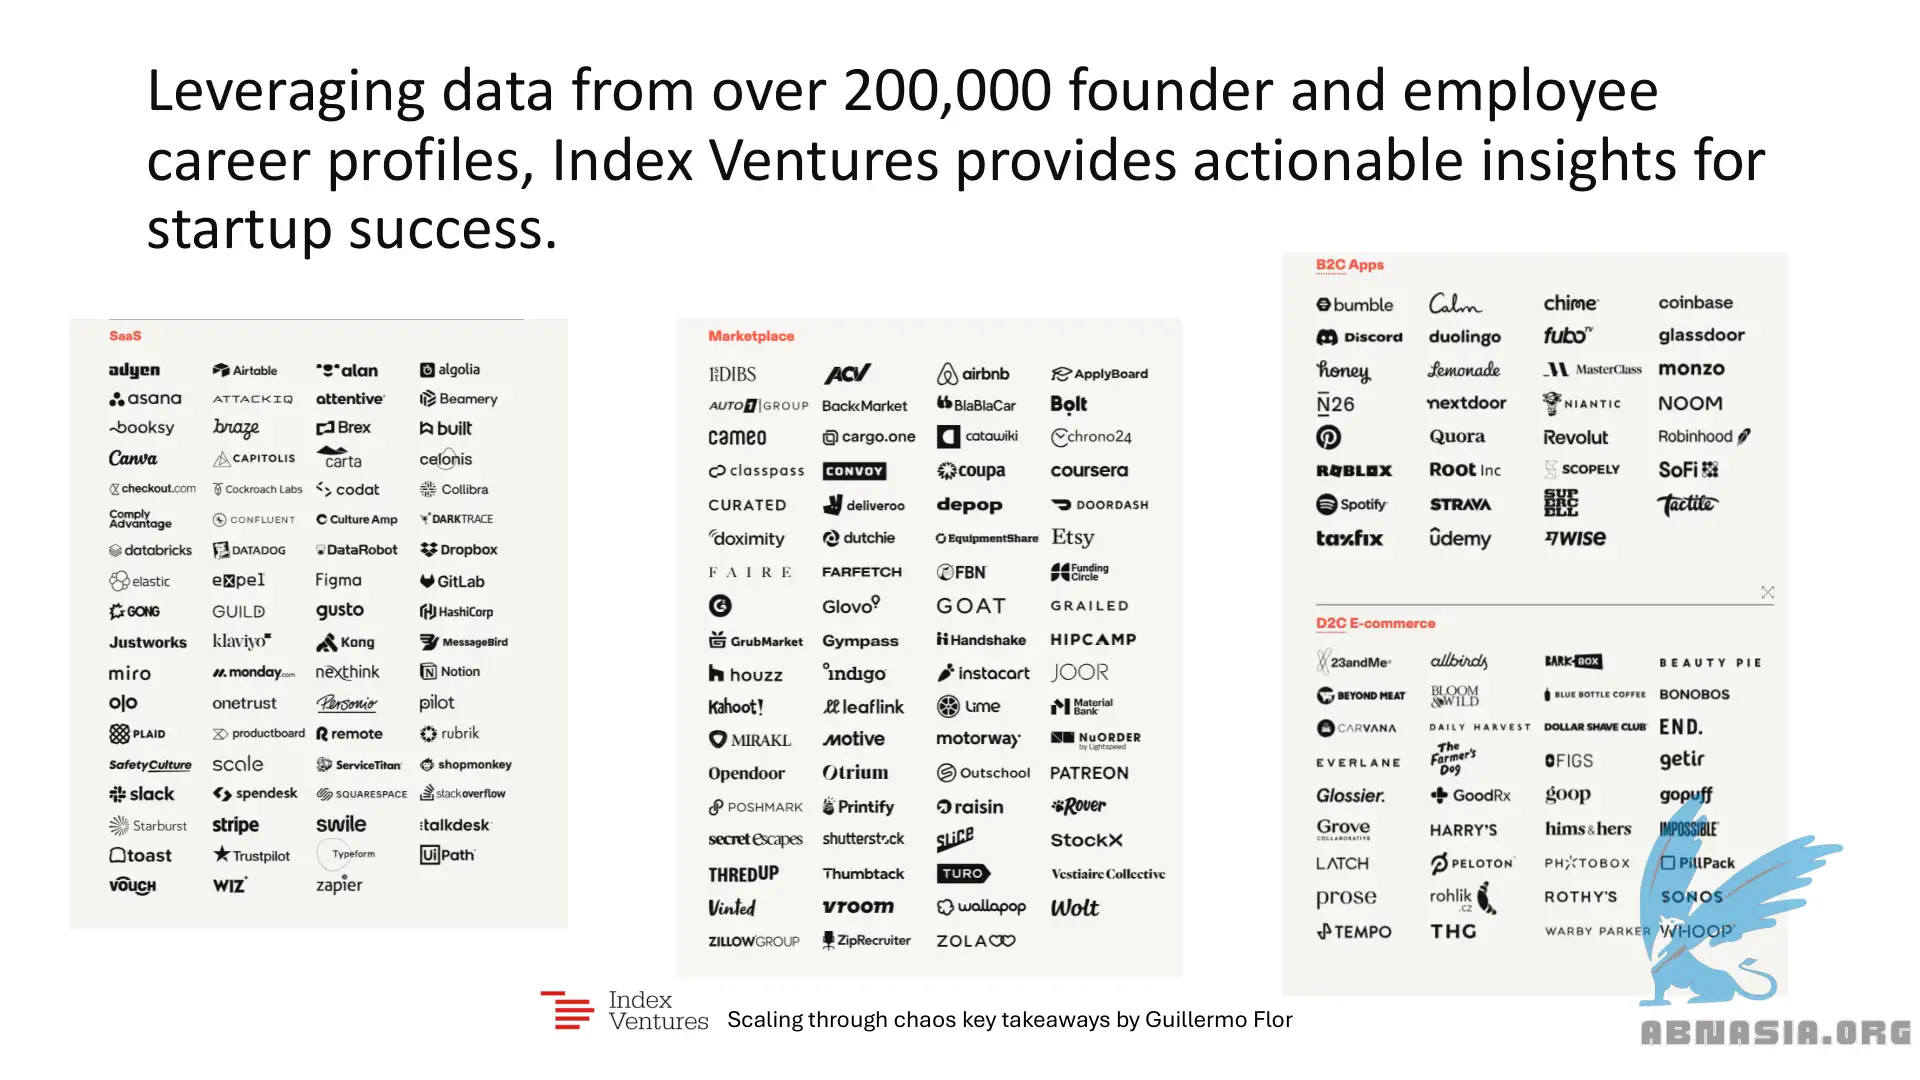 Leveraging data from over 200,000 founder and employee
career profiles, Index Ventures provides actionable insights for
startup success.
SaaS
adyen Airtable alan algolia
asana ATTACKIQ attentive Beamery
booksy braze Brex built
Canva CAPITOLIS carta celonis
checkout.com Cockroach Labs codat Collibra
Comply
Advantage CONFLUENT Culture Amp DARKTRACE
databricks DATADOG DataRobot Dropbox
elastic expel Figma GitLab
GONG GUILD gusto HashiCorp
Justworks klaviyo Kong MessageBird
miro monday.com nexthink Notion
olo onetrust Personio pilot
PLAID productboard remote rubrik
SafetyCulture scale ServiceTitan shopmonkey
slack spendesk SQUARESPACE stackoverflow
Starburst stripe swile talkdesk
toast Trustpilot Typeform UiPath
VOUCH WIZ zapier
Marketplace
1STDIBS ACV airbnb ApplyBoard
AUTO1 GROUP BackMarket BlaBlaCar Bolt
CAMEO cargo.one catawiki chrono24
classpass CONVOY coupa coursera
CURATED deliveroo depop DOORDASH
doximity dutchie EquipmentShare Etsy
FAIRE FARFETCH FBN Funding
Circle
G Glovo GOAT GRAILED
GrubMarket Gympass Handshake HIPCAMP
houzz indigo instacart JOOR
Kahoot! leaflink Lime Material
Bank
MIRAKL motive motorway NuORDER
by Lightspeed
Opendoor Otrium Outschool PATREON
POSHMARK Printify raisin Rover
secret escapes shutterstock SLICE StockX
THREDUP Thumbtack TURO Vestiaire Collective
Vinted vroom wallapop Wolt
ZILLOW GROUP ZipRecruiter ZOLA
B2C Apps
bumble Calm chime coinbase
Discord duolingo fubo TV glassdoor
honey Lemonade MasterClass monzo
N26 nextdoor NIANTIC NOOM
Quora Revolut Robinhood
ROBLOX Root Inc SCOPELY SoFi
Spotify STRAVA SUPERCELL Tactile
taxfix ûdemy WISE
D2C E-commerce
23andMe allbirds BARK BOX BEAUTY PIE
BEYOND MEAT BLOOM
&WILD BLUE BOTTLE COFFEE BONOBOS
CARVANA DAILY HARVEST DOLLAR SHAVE CLUB END.
EVERLANE The
Farmer's
Dog FIGS getir
Glossier. GoodRx goop gopuff
Grove
COLLABORATIVE HARRY'S hims & hers IMPOSSIBLE
LATCH PELOTON PHOTOBOX PillPack
prose rohlik
.cz ROTHY'S SONOS
TEMPO THG WARBY PARKER WHOOP
Index
Ventures
Scaling through chaos key takeaways by Guillermo Flor
ABNASIA.ORG